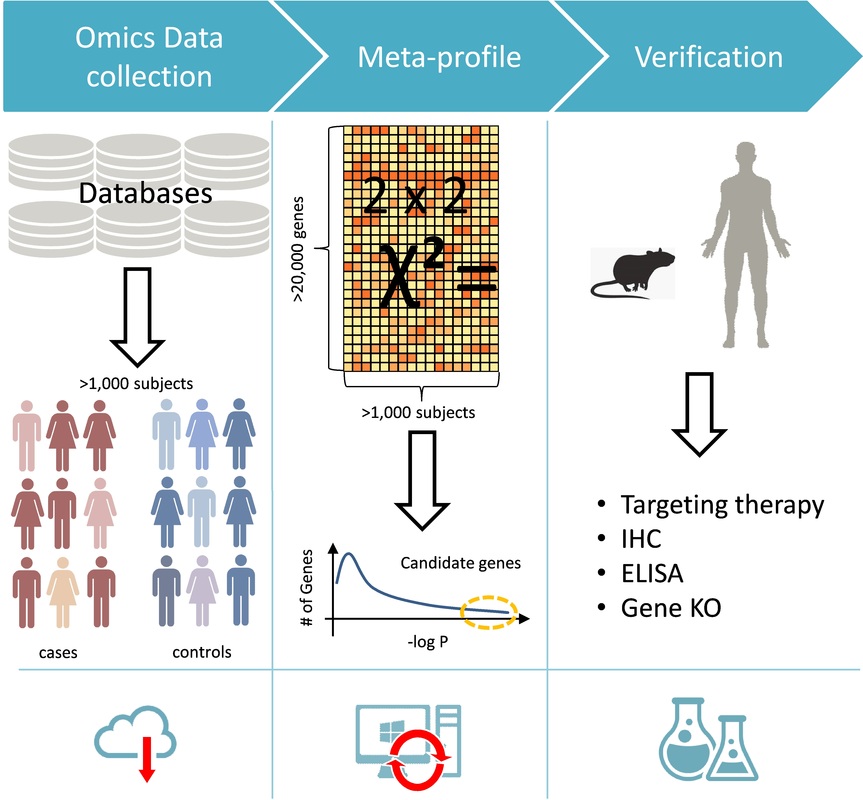 Omics Data
collection
Meta-profile
Verification
Databases
>1,000 subjects
cases
controls
>20,000 genes
2 × 2
χ² =
>1,000 subjects
# of Genes
Candidate genes
-log P
• Targeting therapy
• IHC
• ELISA
• Gene KO